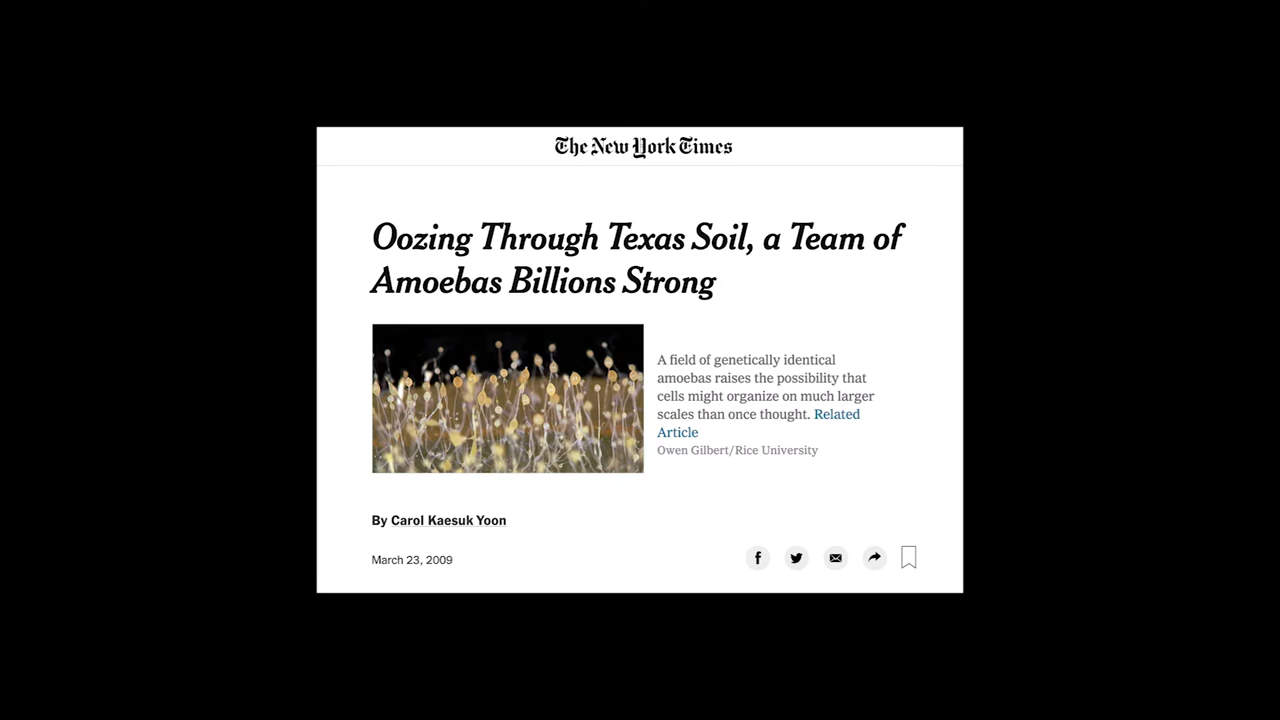 The New York Times
Oozing Through Texas Soil, a Team of
Amoebas Billions Strong
A field of genetically identical
amoebas raises the possibility that
cells might organize on much larger
scales than once thought. Related
Article
Owen Gilbert/Rice University
By Carol Kaesuk Yoon
March 23, 2009